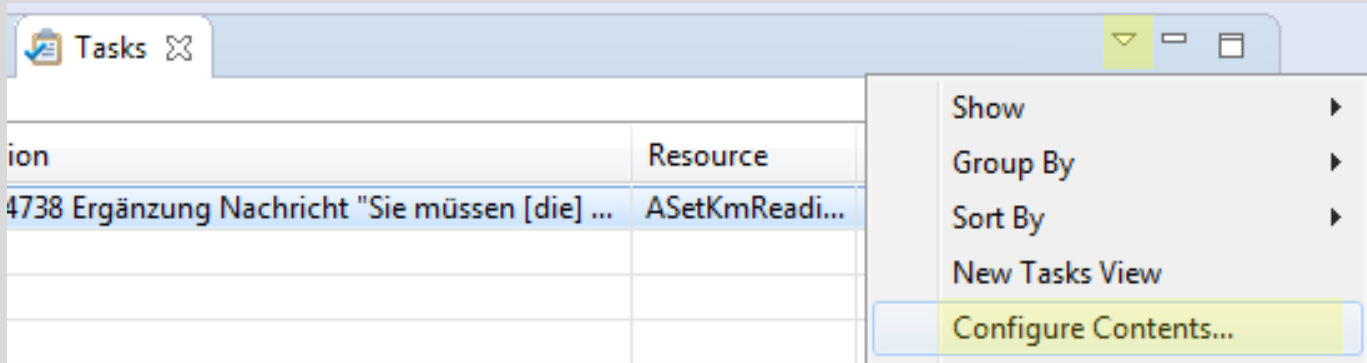 Tasks
Show
ion Resource
Group By
4738 Ergänzung Nachricht "Sie müssen [die] ... ASetKmReadi...
Sort By
New Tasks View
Configure Contents...